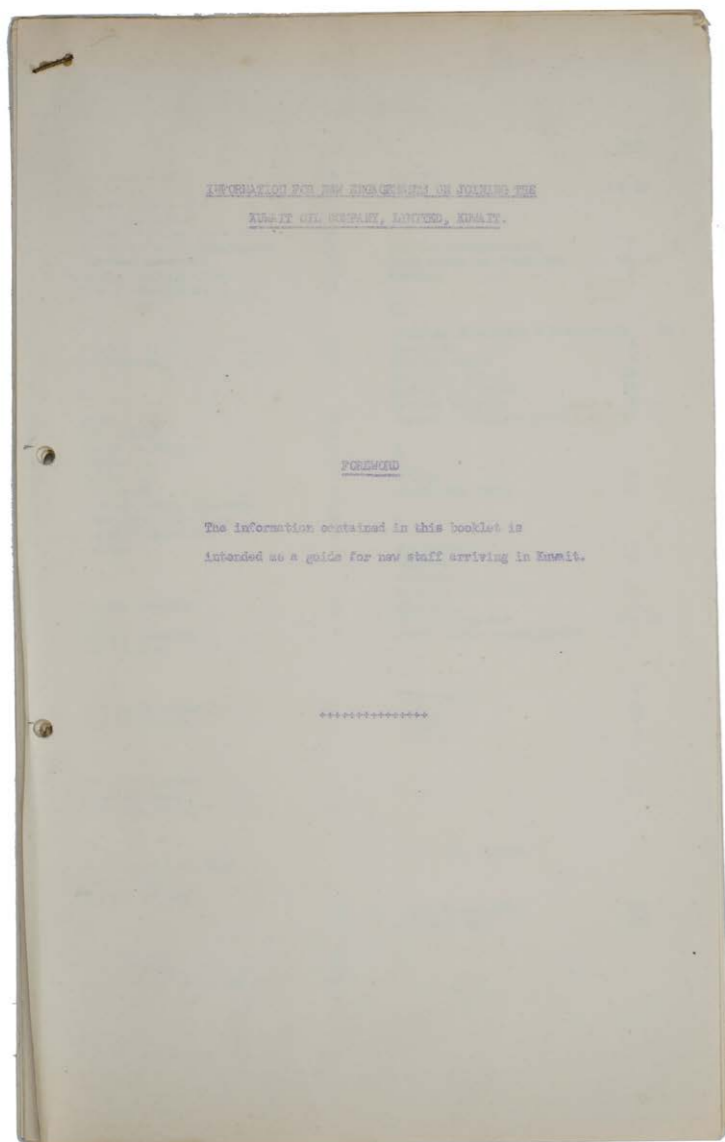 INFORMATION FOR NEW ENGAGEMENTS ON JOINING THE
KUWAIT OIL COMPANY, LIMITED, KUWAIT.
FOREWORD
The information contained in this booklet is
intended as a guide for new staff arriving in Kuwait.
+++++++++++++++